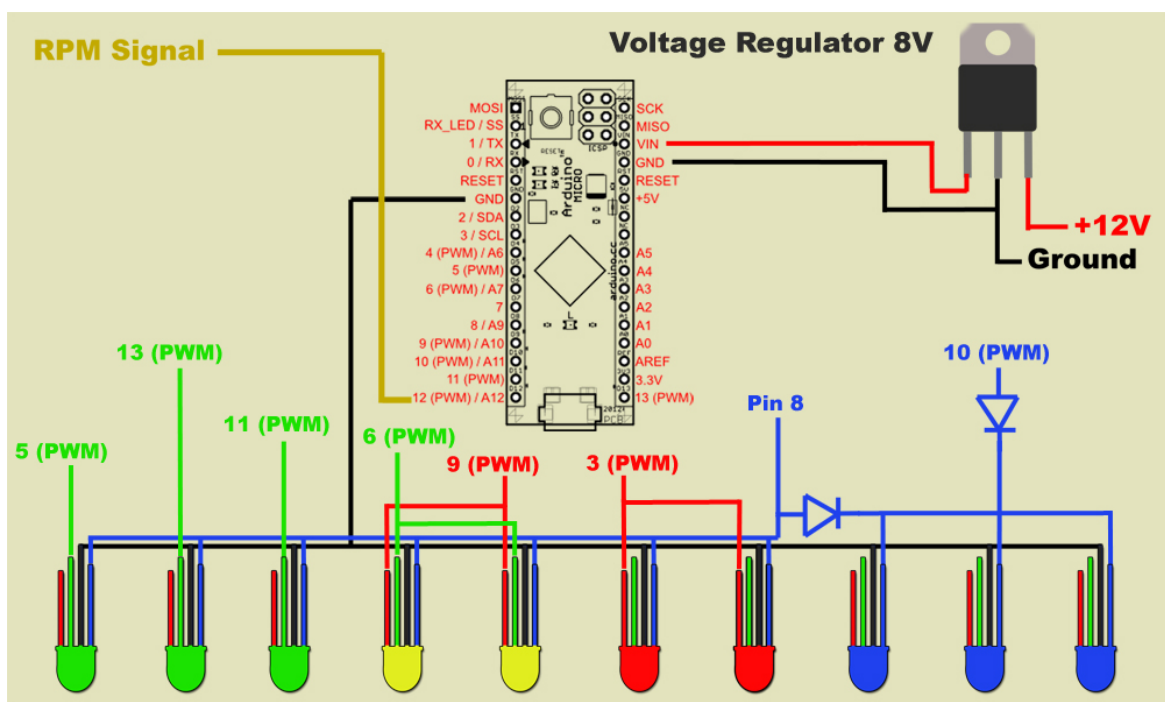 RPM Signal
Voltage Regulator 8V
MOSI
SCK
RX_LED / SS
MISO
1 / TX
VIN
0 / RX
GND
RESET
RESET
GND
+5V
2 / SDA
3 / SCL
4 (PWM) / A6
A5
5 (PWM)
A4
6 (PWM) / A7
A3
7
A2
8 / A9
A1
9 (PWM) / A10
A0
10 (PWM) / A11
AREF
11 (PWM)
3.3V
12 (PWM) / A12
13 (PWM)
ICSP
Arduino
MICRO
arduino.cc
L
PCB
+12V
Ground
13 (PWM)
10 (PWM)
Pin 8
11 (PWM)
6 (PWM)
5 (PWM)
9 (PWM)
3 (PWM)